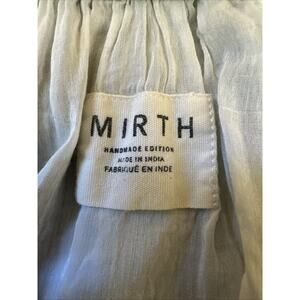 MIRTH
HANDMADE EDITION
MADE IN INDIA
FABRIQUÉ EN INDE